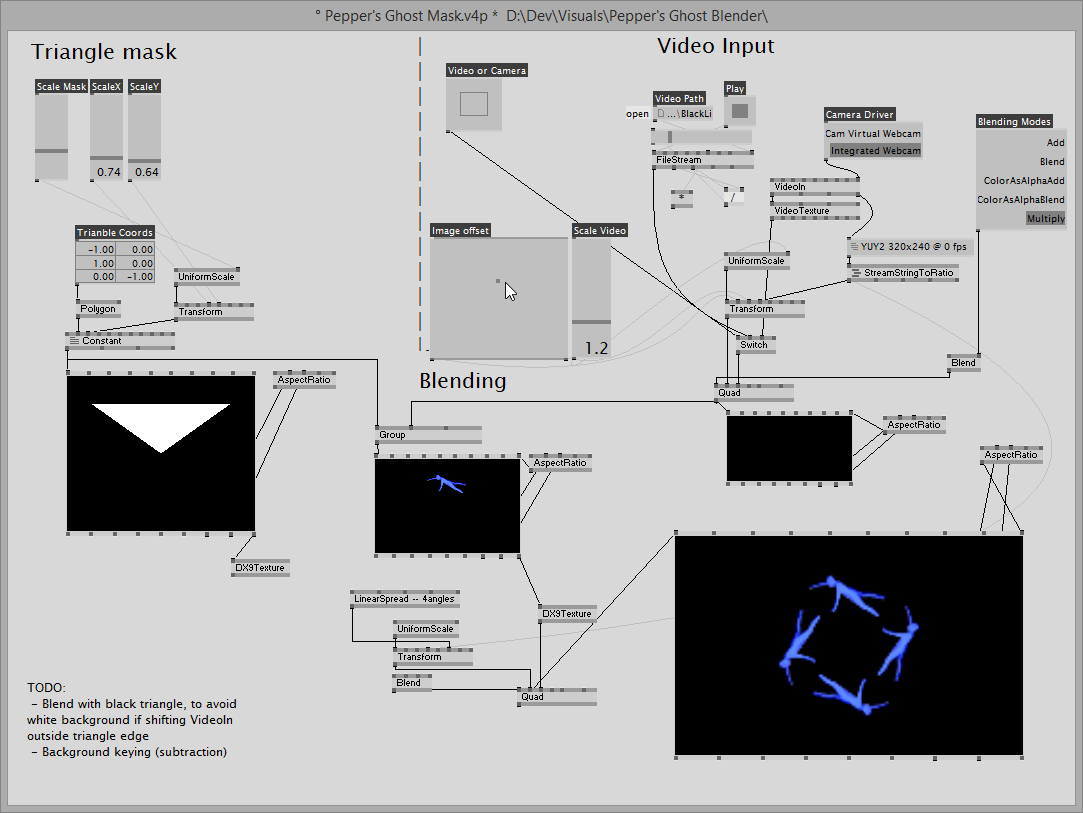 ° Pepper's Ghost Mask.v4p * D:\Dev\Visuals\Pepper's Ghost Blender\
Triangle mask
Scale Mask
ScaleX
ScaleY
0.74
0.64
Trianble Coords
-1.00 0.00
1.00 0.00
0.00 -1.00
UniformScale
Polygon
Transform
Constant
AspectRatio
DX9Texture
Video Input
Video or Camera
Video Path
open
...\BlackLi
Play
FileStream
*
/
Camera Driver
Cam Virtual Webcam
Integrated Webcam
VideoIn
VideoTexture
Blending Modes
Add
Blend
ColorAsAlphaAdd
ColorAsAlphaBlend
Multiply
Image offset
Scale Video
1.2
UniformScale
YUY2 320x240 @ 0 fps
StreamStringToRatio
Transform
Switch
Blend
Quad
AspectRatio
AspectRatio
Blending
Group
AspectRatio
LinearSpread -- 4angles
UniformScale
Transform
Blend
DX9Texture
Quad
TODO:
- Blend with black triangle, to avoid
white background if shifting VideoIn
outside triangle edge
- Background keying (subtraction)